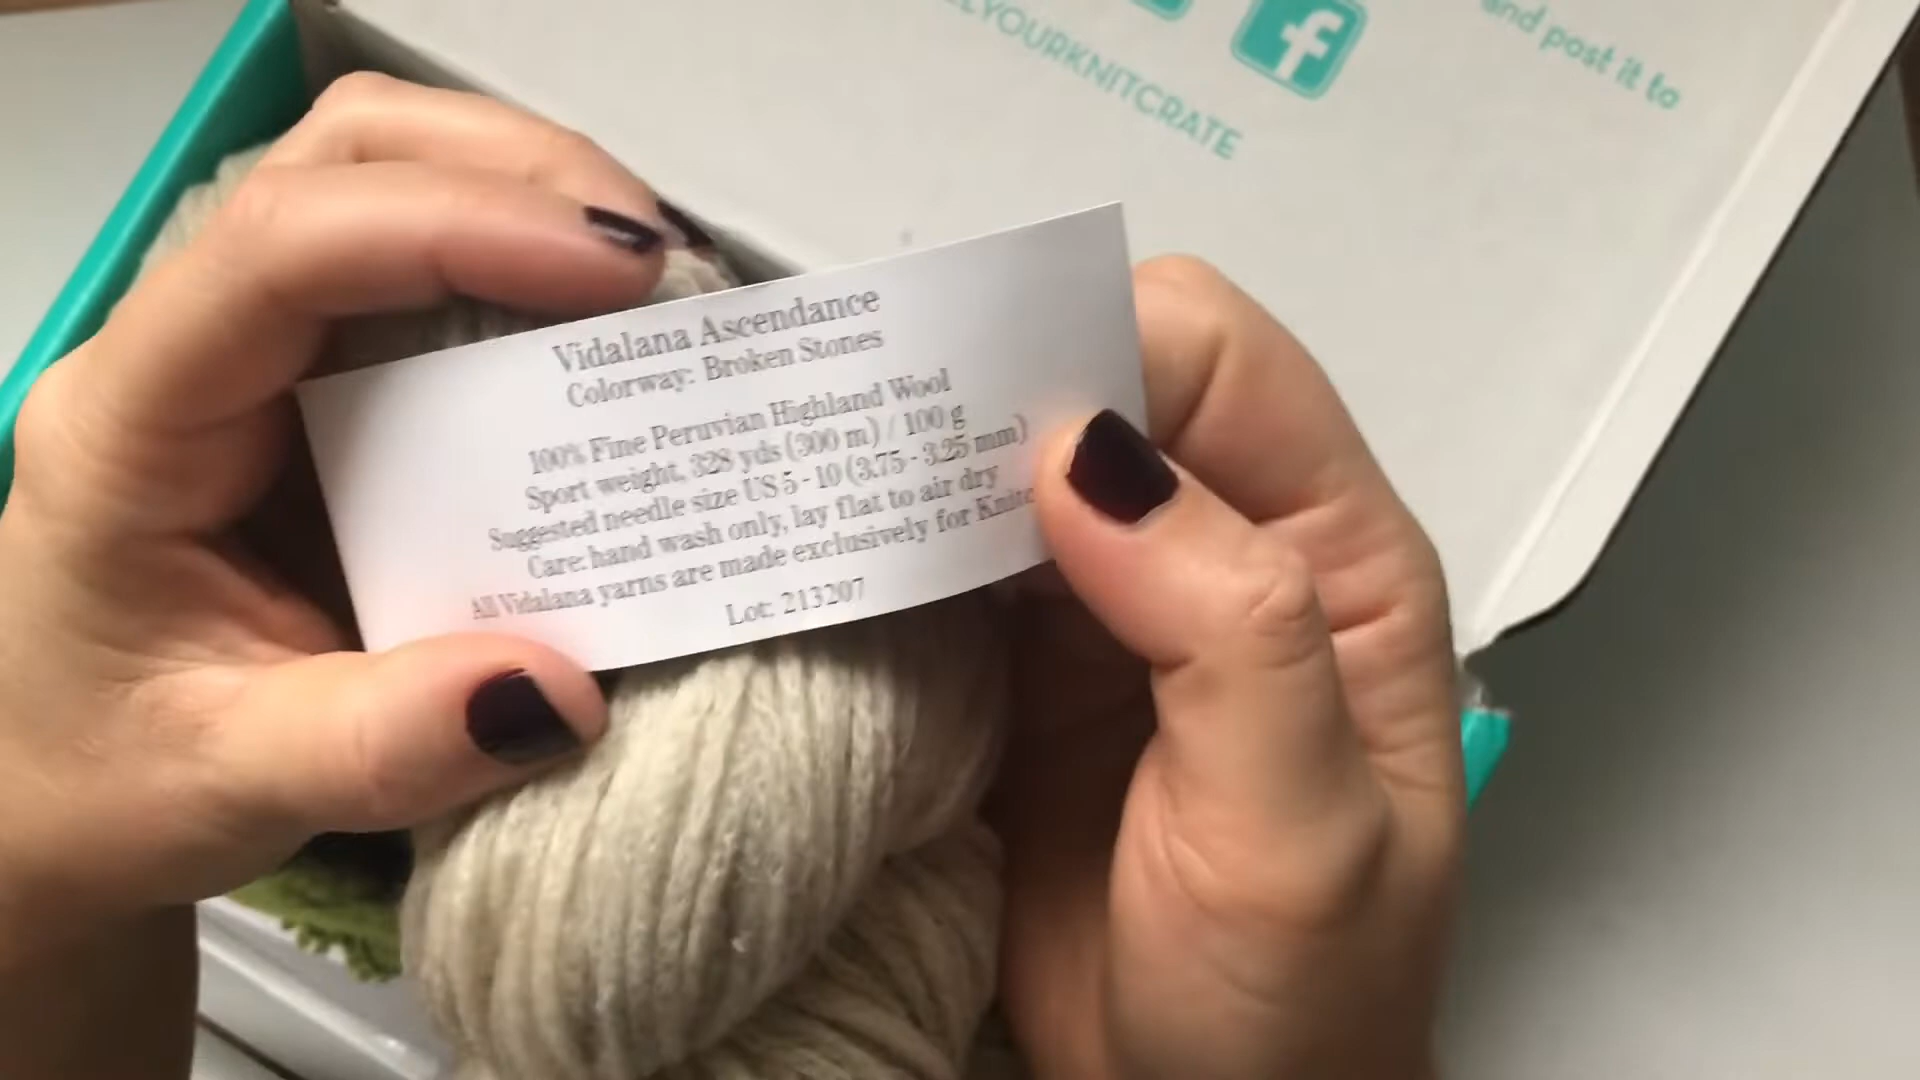 LYOURKNITCRATE
f
and post it to
Vidalana Ascendance
Colorway: Broken Stones
100% Fine Peruvian Highland Wool
Sport weight, 328 yds (300 m) / 100 g
Suggested needle size US 5 - 10 (3.75 - 3.25 mm)
Care: hand wash only, lay flat to air dry
All Vidalana yarns are made exclusively for Knitc
Lot: 213207